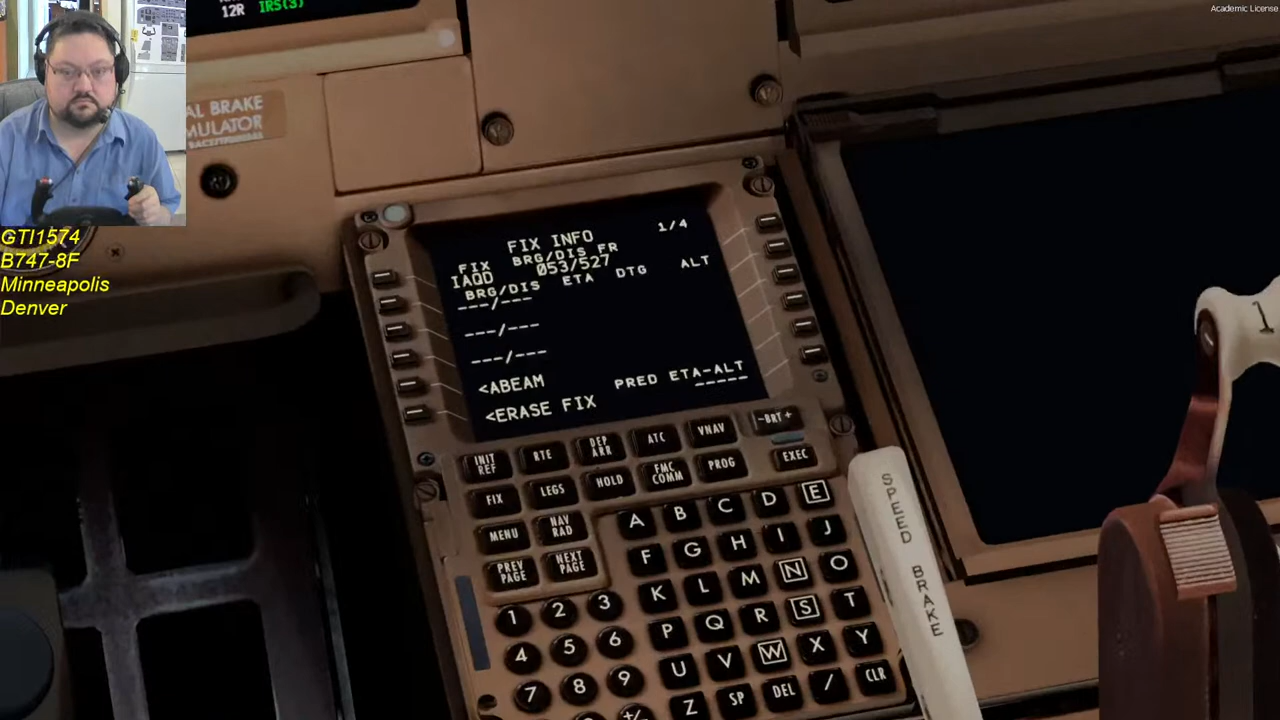 12R IRS(3)
Academic License
AL BRAKE
MULATOR
GTI1574
B747-8F
Minneapolis
Denver
FIX INFO 1/4
FIX BRG/DIS FR
IAQD 053/527
BRG/DIS ETA DTG ALT
---/---
---/---
---/---
<ABEAM PRED ETA-ALT
<ERASE FIX -----
-BRT+
INIT REF RTE DEP ARR ATC VNAV
FIX LEGS HOLD FMC COMM PROG EXEC
MENU NAV RAD
PREV PAGE NEXT PAGE
A B C D E
F G H I J
K L M N O
P Q R S T
U V W X Y
Z SP DEL / CLR
1 2 3
4 5 6
7 8 9
+/-
SPEED BRAKE
1